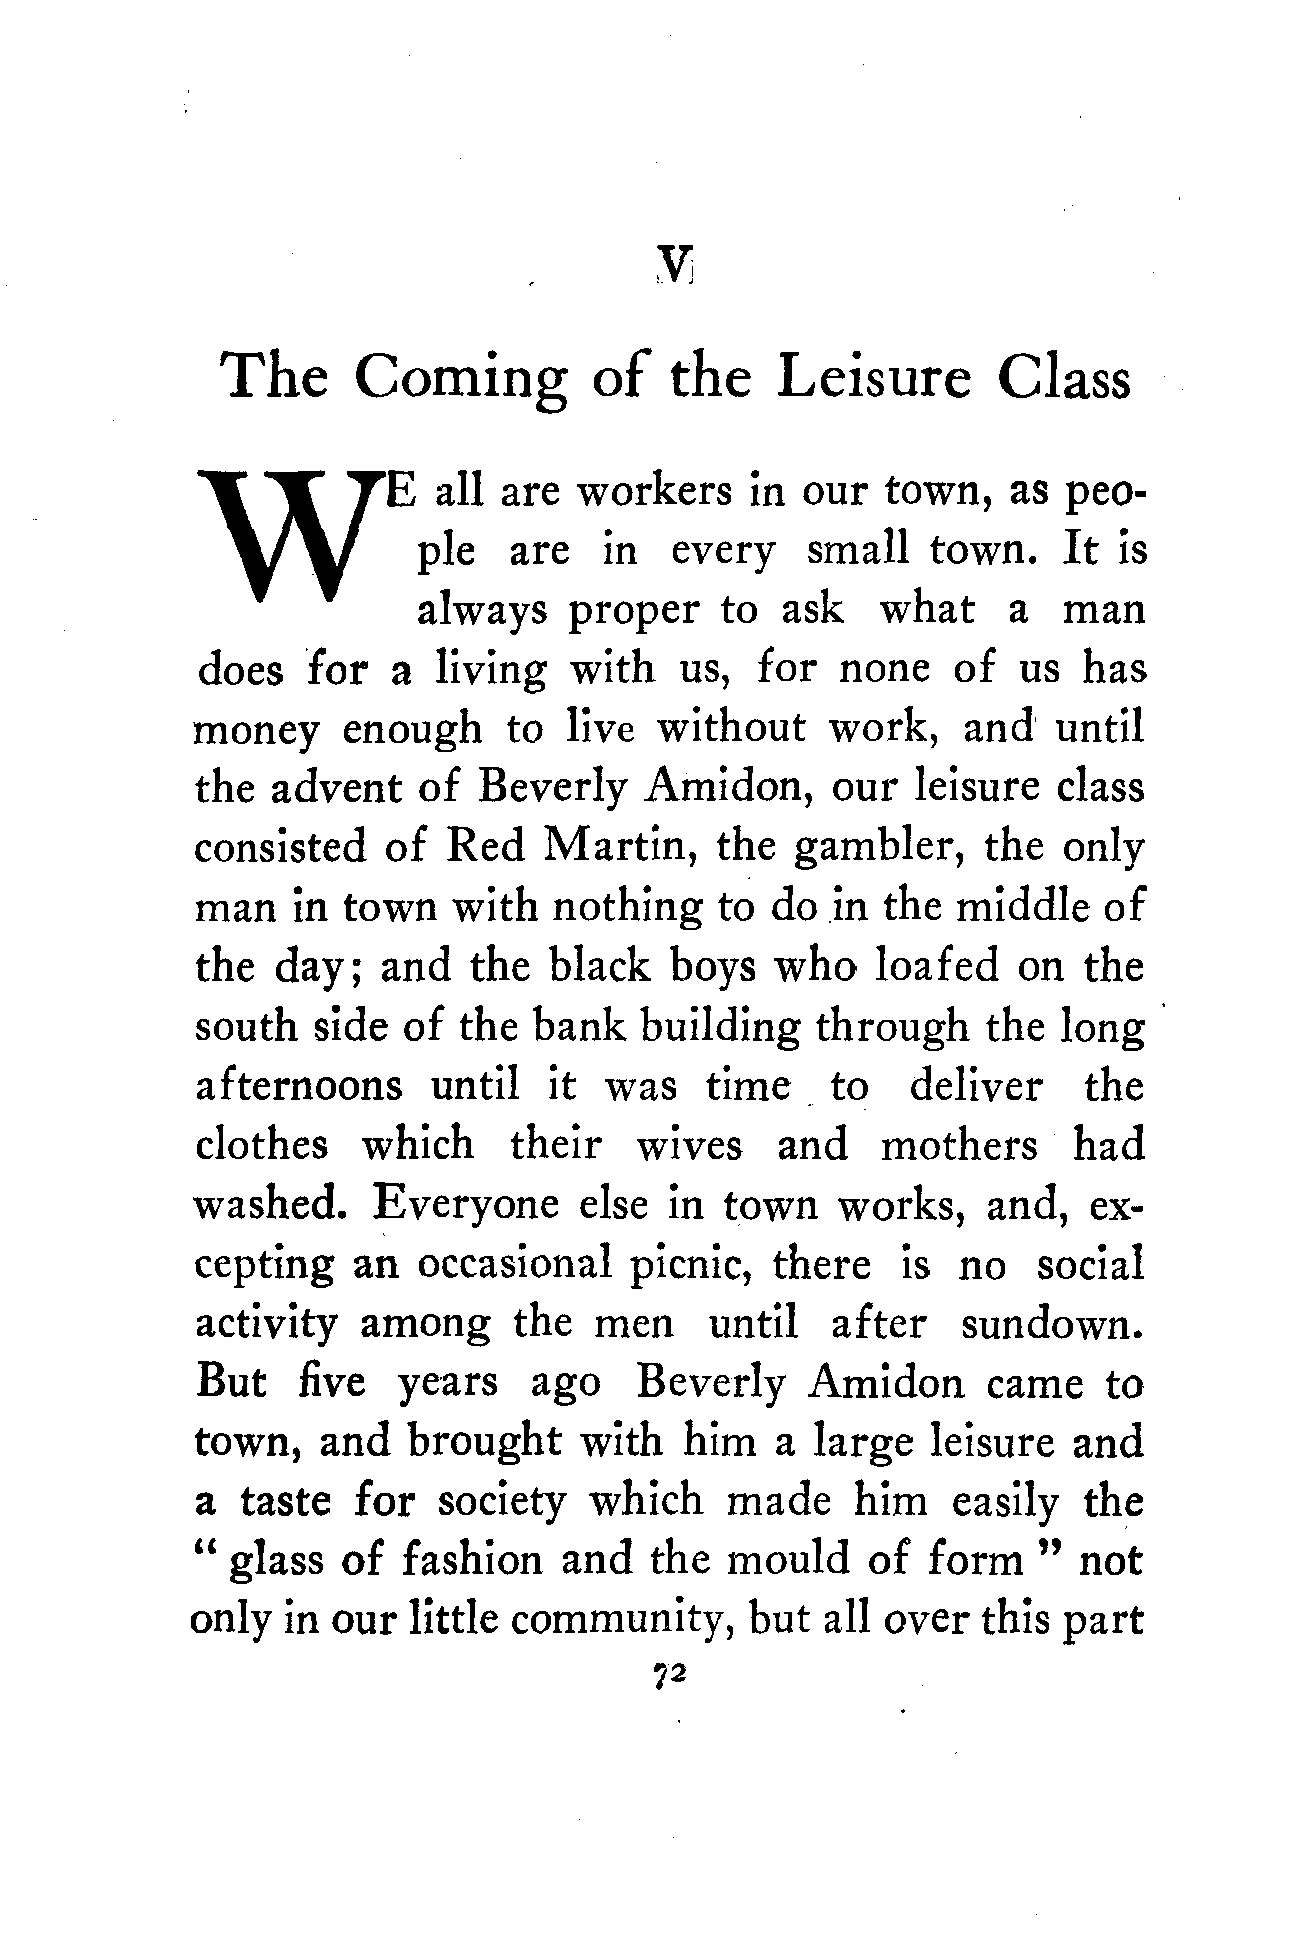 V
The Coming of the Leisure Class
WE all are workers in our town, as peo-
ple are in every small town. It is
always proper to ask what a man
does for a living with us, for none of us has
money enough to live without work, and until
the advent of Beverly Amidon, our leisure class
consisted of Red Martin, the gambler, the only
man in town with nothing to do in the middle of
the day; and the black boys who loafed on the
south side of the bank building through the long
afternoons until it was time to deliver the
clothes which their wives and mothers had
washed. Everyone else in town works, and, ex-
cepting an occasional picnic, there is no social
activity among the men until after sundown.
But five years ago Beverly Amidon came to
town, and brought with him a large leisure and
a taste for society which made him easily the
“ glass of fashion and the mould of form ” not
only in our little community, but all over this part
72